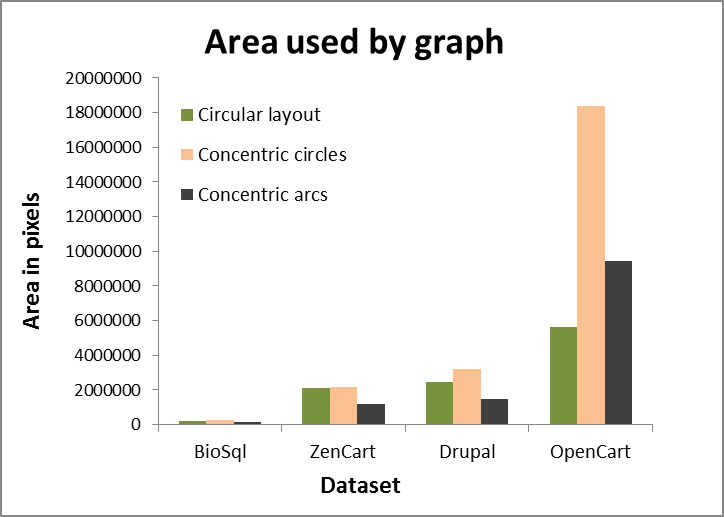 Area used by graph
20000000
18000000
16000000
14000000
12000000
10000000
8000000
6000000
4000000
2000000
0
Area in pixels
Circular layout
Concentric circles
Concentric arcs
BioSql ZenCart Drupal OpenCart
Dataset